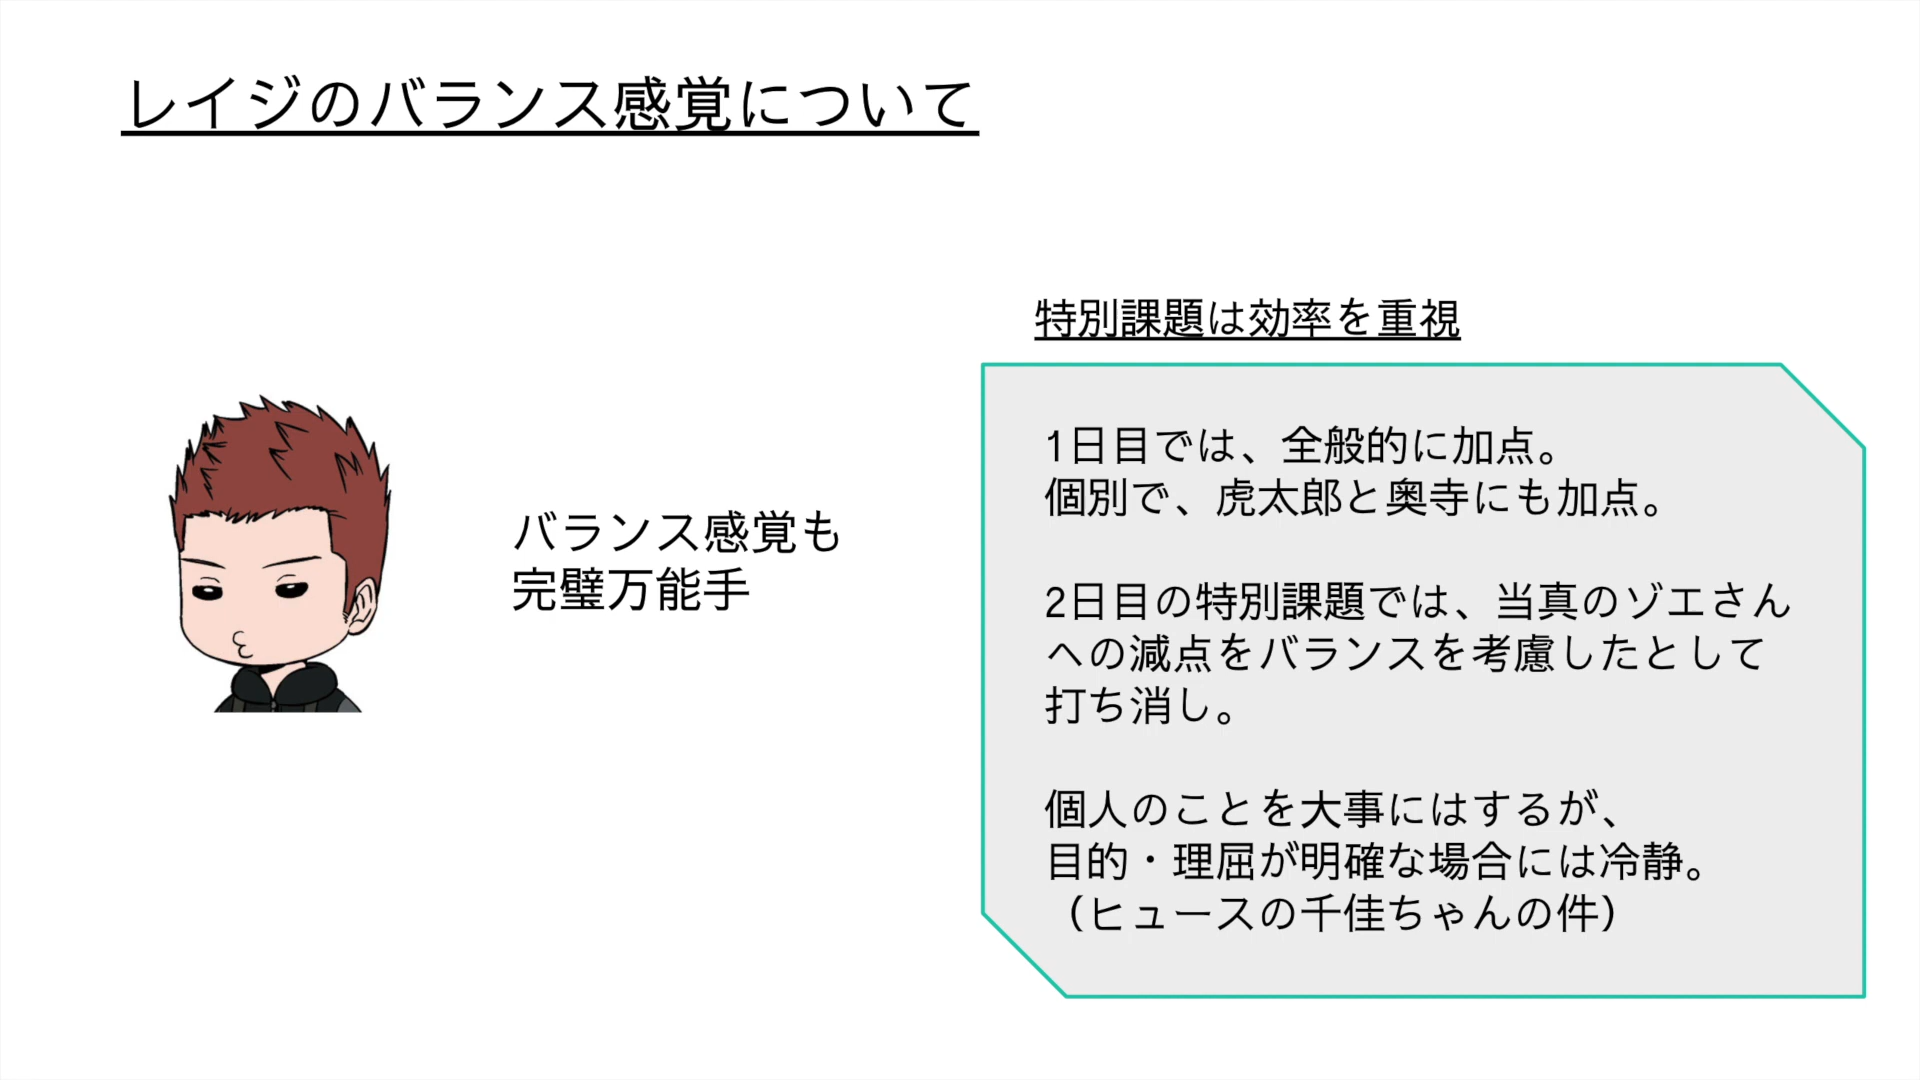 レイジのバランス感覚について
バランス感覚も
完璧万能手
特別課題は効率を重視
1日目では、全般的に加点。
個別で、虎太郎と奥寺にも加点。
2日目の特別課題では、当真のゾエさん
への減点をバランスを考慮したとして
打ち消し。
個人のことを大事にはするが、
目的・理屈が明確な場合には冷静。
（ヒュースの千佳ちゃんの件）